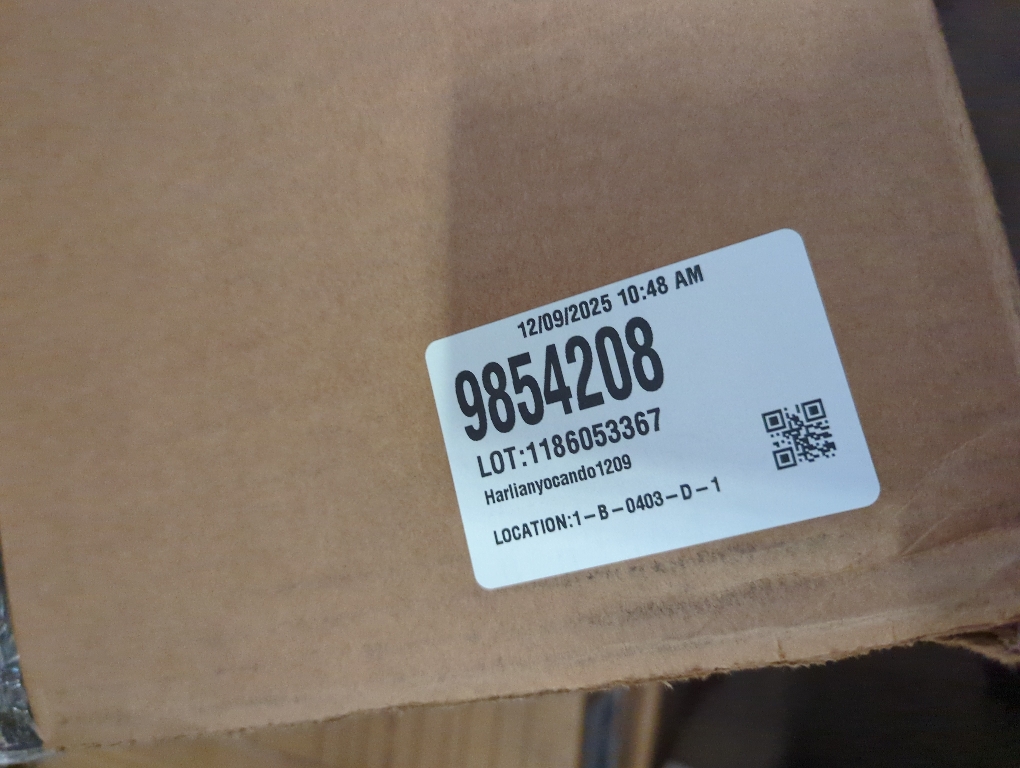 12/09/2025 10:48 AM
9854208
LOT:1186053367
Harlianyocando1209
LOCATION:1-B-0403-D-1